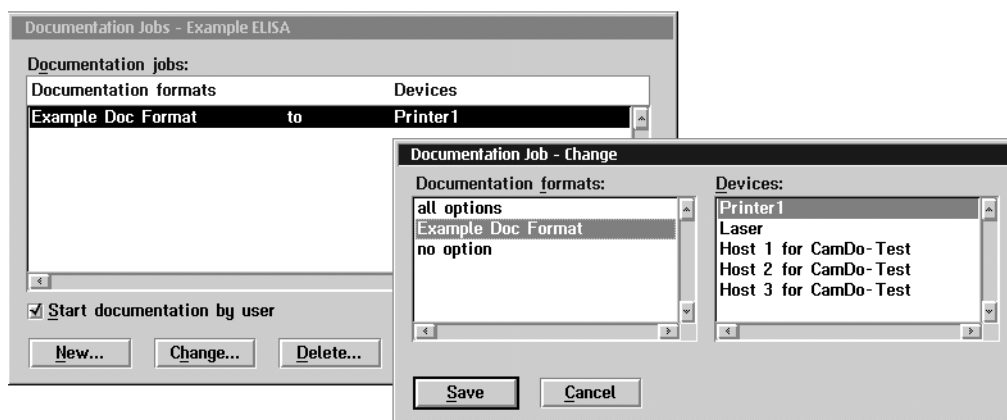 Documentation Jobs - Example ELISA
Documentation jobs:
Documentation formats Devices
Example Doc Format to Printer1
Start documentation by user
New... Change... Delete...
Documentation Job - Change
Documentation formats: Devices:
all options Printer1
Example Doc Format Laser
no option Host 1 for CamDo-Test
Host 2 for CamDo-Test
Host 3 for CamDo-Test
Save Cancel